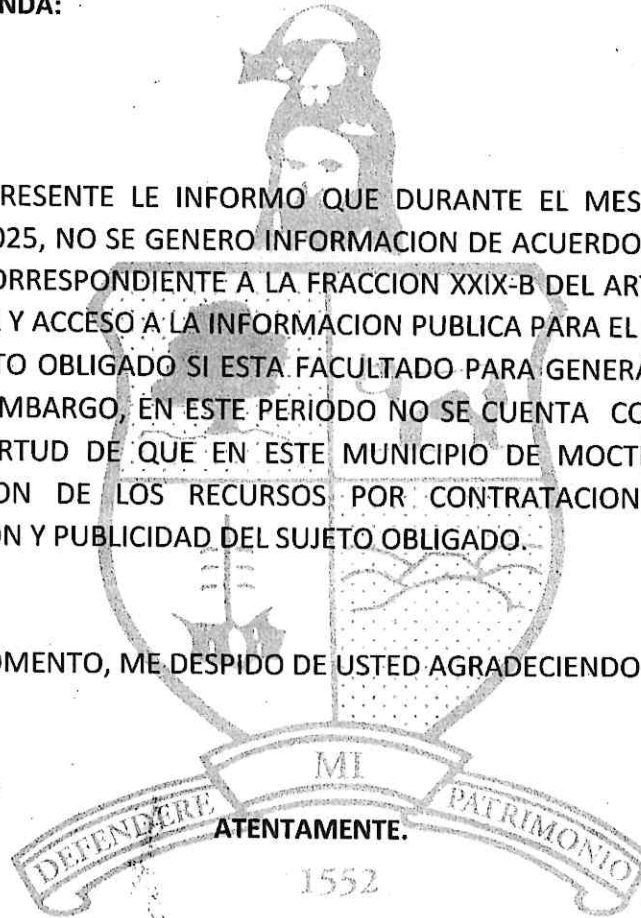 NDA:
RESENTE LE INFORMO QUE DURANTE EL MES
025, NO SE GENERO INFORMACION DE ACUERDO
ORRESPONDIENTE A LA FRACCION XXIX-B DEL AR
Y ACCESO A LA INFORMACION PUBLICA PARA EL
TO OBLIGADO SI ESTA FACULTADO PARA GENERA
MBARGO, EN ESTE PERIODO NO SE CUENTA CO
RTUD DE QUE EN ESTE MUNICIPIO DE MOCT
ON DE LOS RECURSOS POR CONTRATACION
ON Y PUBLICIDAD DEL SUJETO OBLIGADO.
OMENTO, ME DESPIDO DE USTED AGRADECIENDO
MI
DEFENDERE PATRIMONIO
ATENTAMENTE.
1552